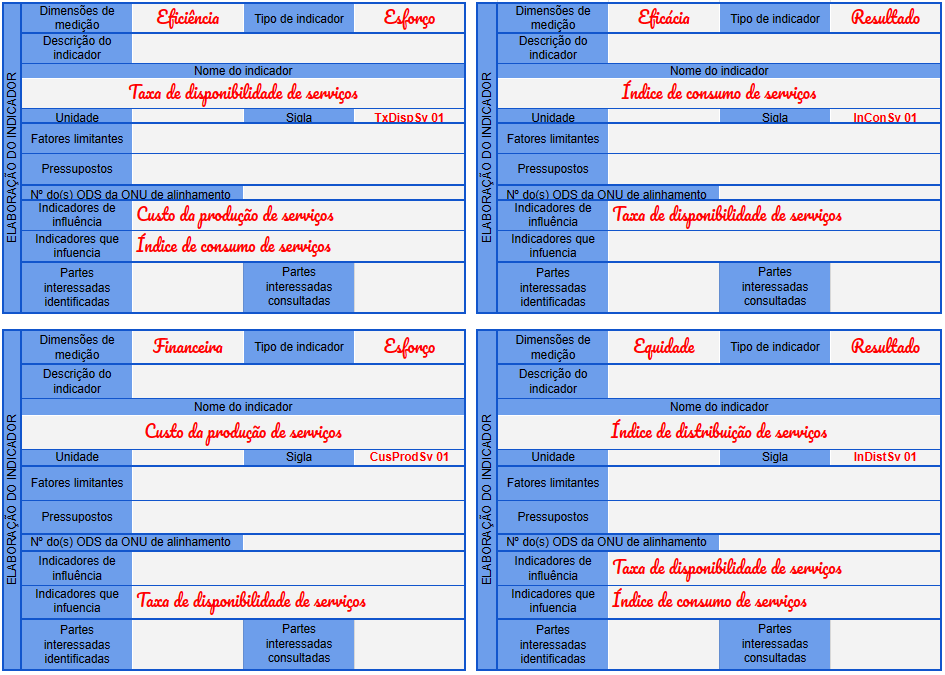 ELABORAÇÃO DO INDICADOR
Dimensões de medição Eficiência Tipo de indicador Esforço
Descrição do indicador
Nome do indicador
Taxa de disponibilidade de serviços
Unidade Sigla TxDispSv 01
Fatores limitantes
Pressupostos
Nº do(s) ODS da ONU de alinhamento
Indicadores de influência Custo da produção de serviços
Indicadores que infuencia Índice de consumo de serviços
Partes interessadas identificadas Partes interessadas consultadas
ELABORAÇÃO DO INDICADOR
Dimensões de medição Eficácia Tipo de indicador Resultado
Descrição do indicador
Nome do indicador
Índice de consumo de serviços
Unidade Sigla InConSv 01
Fatores limitantes
Pressupostos
Nº do(s) ODS da ONU de alinhamento
Indicadores de influência Taxa de disponibilidade de serviços
Indicadores que infuencia
Partes interessadas identificadas Partes interessadas consultadas
ELABORAÇÃO DO INDICADOR
Dimensões de medição Financeira Tipo de indicador Esforço
Descrição do indicador
Nome do indicador
Custo da produção de serviços
Unidade Sigla CusProdSv 01
Fatores limitantes
Pressupostos
Nº do(s) ODS da ONU de alinhamento
Indicadores de influência
Indicadores que infuencia Taxa de disponibilidade de serviços
Partes interessadas identificadas Partes interessadas consultadas
ELABORAÇÃO DO INDICADOR
Dimensões de medição Equidade Tipo de indicador Resultado
Descrição do indicador
Nome do indicador
Índice de distribuição de serviços
Unidade Sigla InDistSv 01
Fatores limitantes
Pressupostos
Nº do(s) ODS da ONU de alinhamento
Indicadores de influência Taxa de disponibilidade de serviços
Indicadores que infuencia Índice de consumo de serviços
Partes interessadas identificadas Partes interessadas consultadas